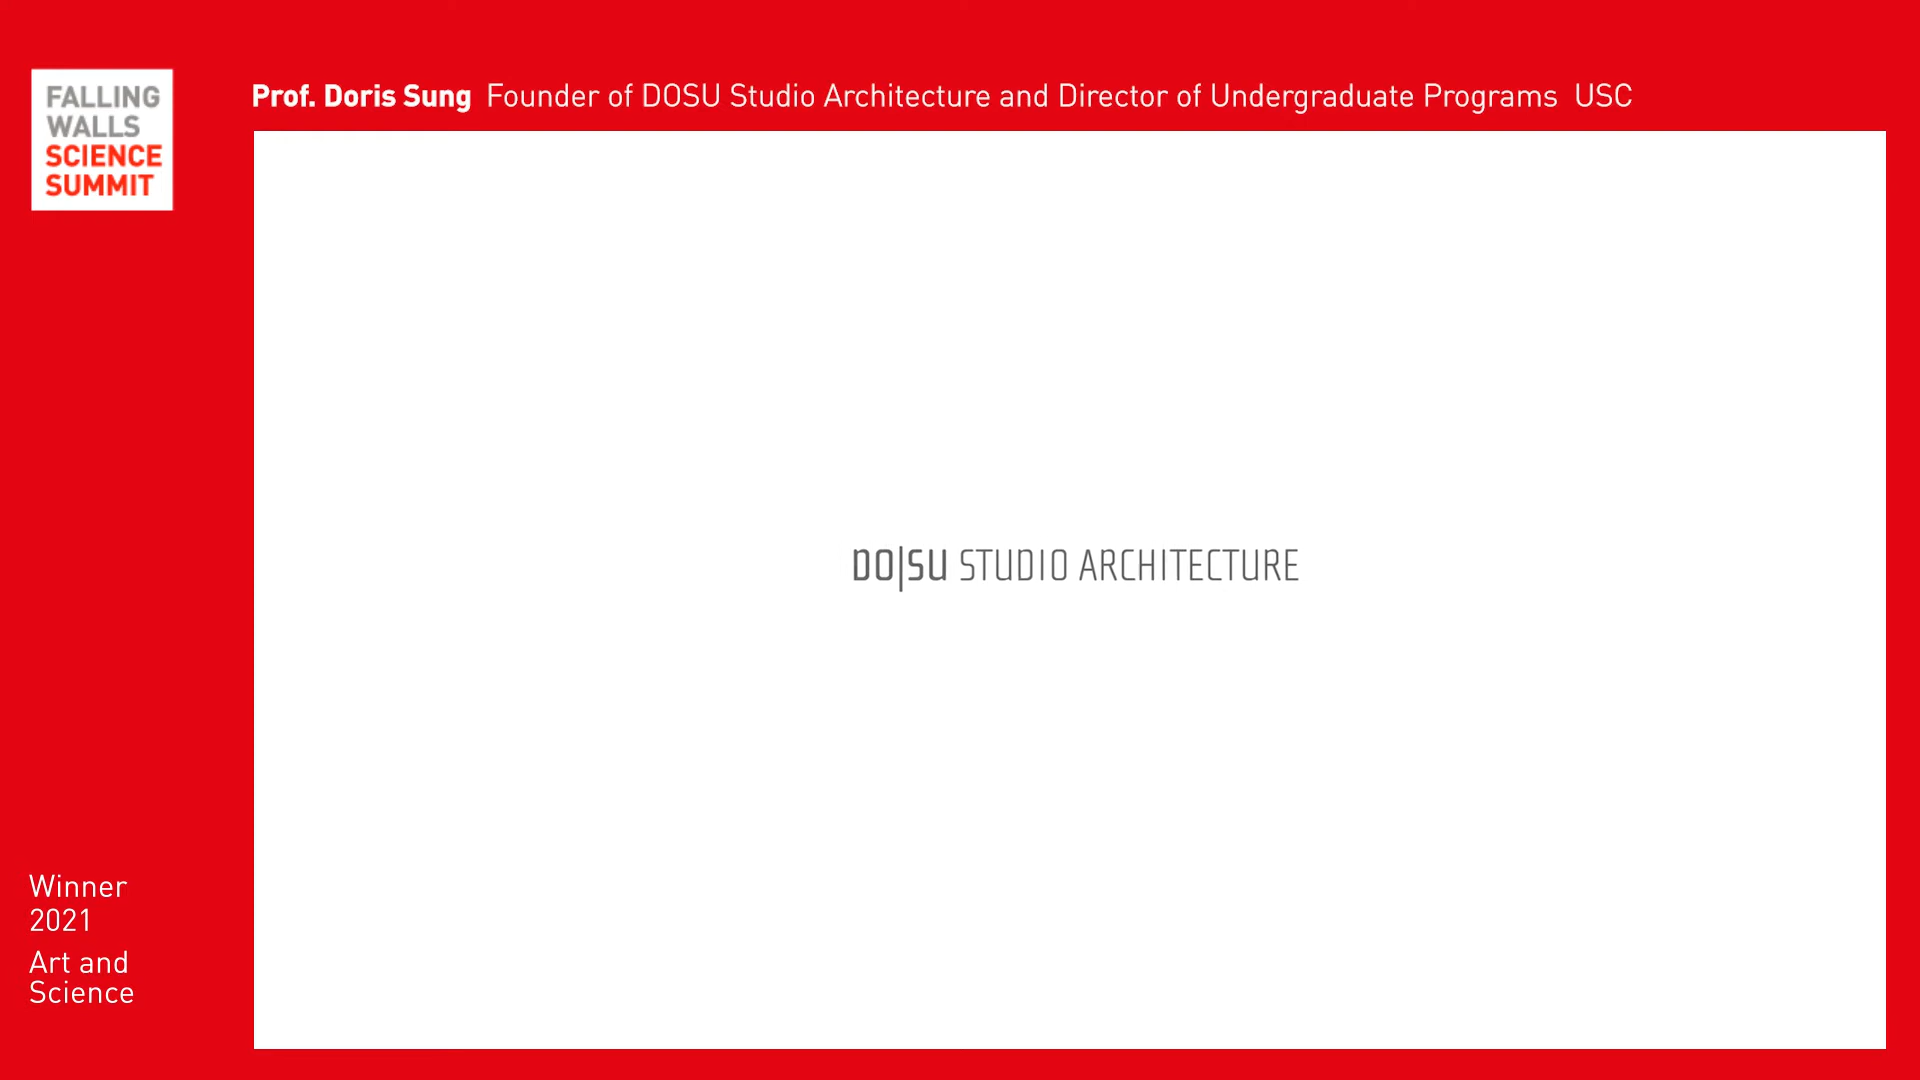 FALLING
WALLS
SCIENCE
SUMMIT
Prof. Doris Sung Founder of DOSU Studio Architecture and Director of Undergraduate Programs USC
DO|SU STUDIO ARCHITECTURE
Winner
2021
Art and
Science